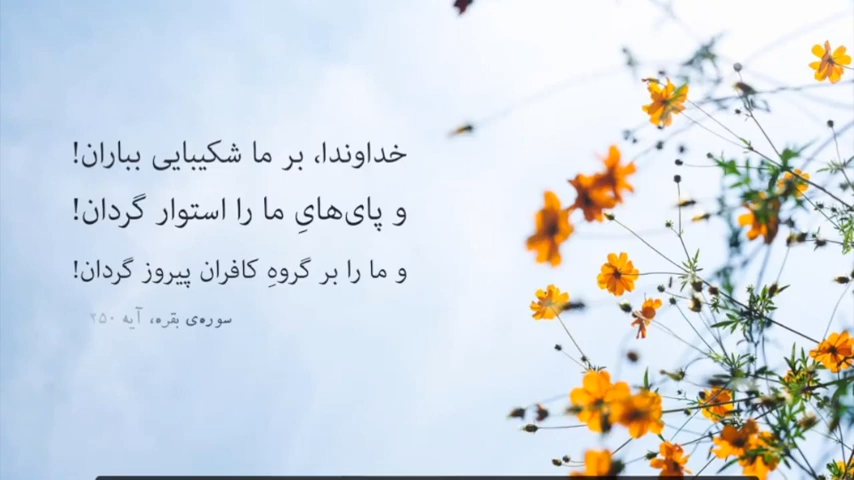 خداوندا، بر ما شکیبایی بباران!
و پای‌هایِ ما را استوار گردان!
و ما را بر گروهِ کافران پیروز گردان!
سوره‌ی بقره، آیه ۲۵۰